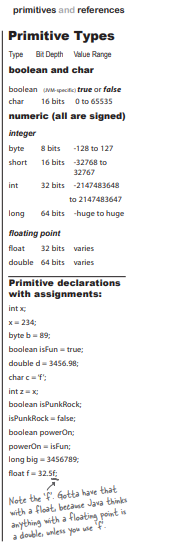 primitives and references
Primitive Types
Type Bit Depth Value Range
boolean and char
boolean (JVM-specific) true or false
char 16 bits 0 to 65535
numeric (all are signed)
integer
byte 8 bits -128 to 127
short 16 bits -32768 to
32767
int 32 bits -2147483648
to 2147483647
long 64 bits -huge to huge
floating point
float 32 bits varies
double 64 bits varies
Primitive declarations
with assignments:
int x;
x = 234;
byte b = 89;
boolean isFun = true;
double d = 3456.98;
char c = 'f';
int z = x;
boolean isPunkRock;
isPunkRock = false;
boolean powerOn;
powerOn = isFun;
long big = 3456789;
float f = 32.5f;
Note the 'f'. Gotta have that
with a float, because Java thinks
anything with a floating point is
a double, unless you use 'f'.